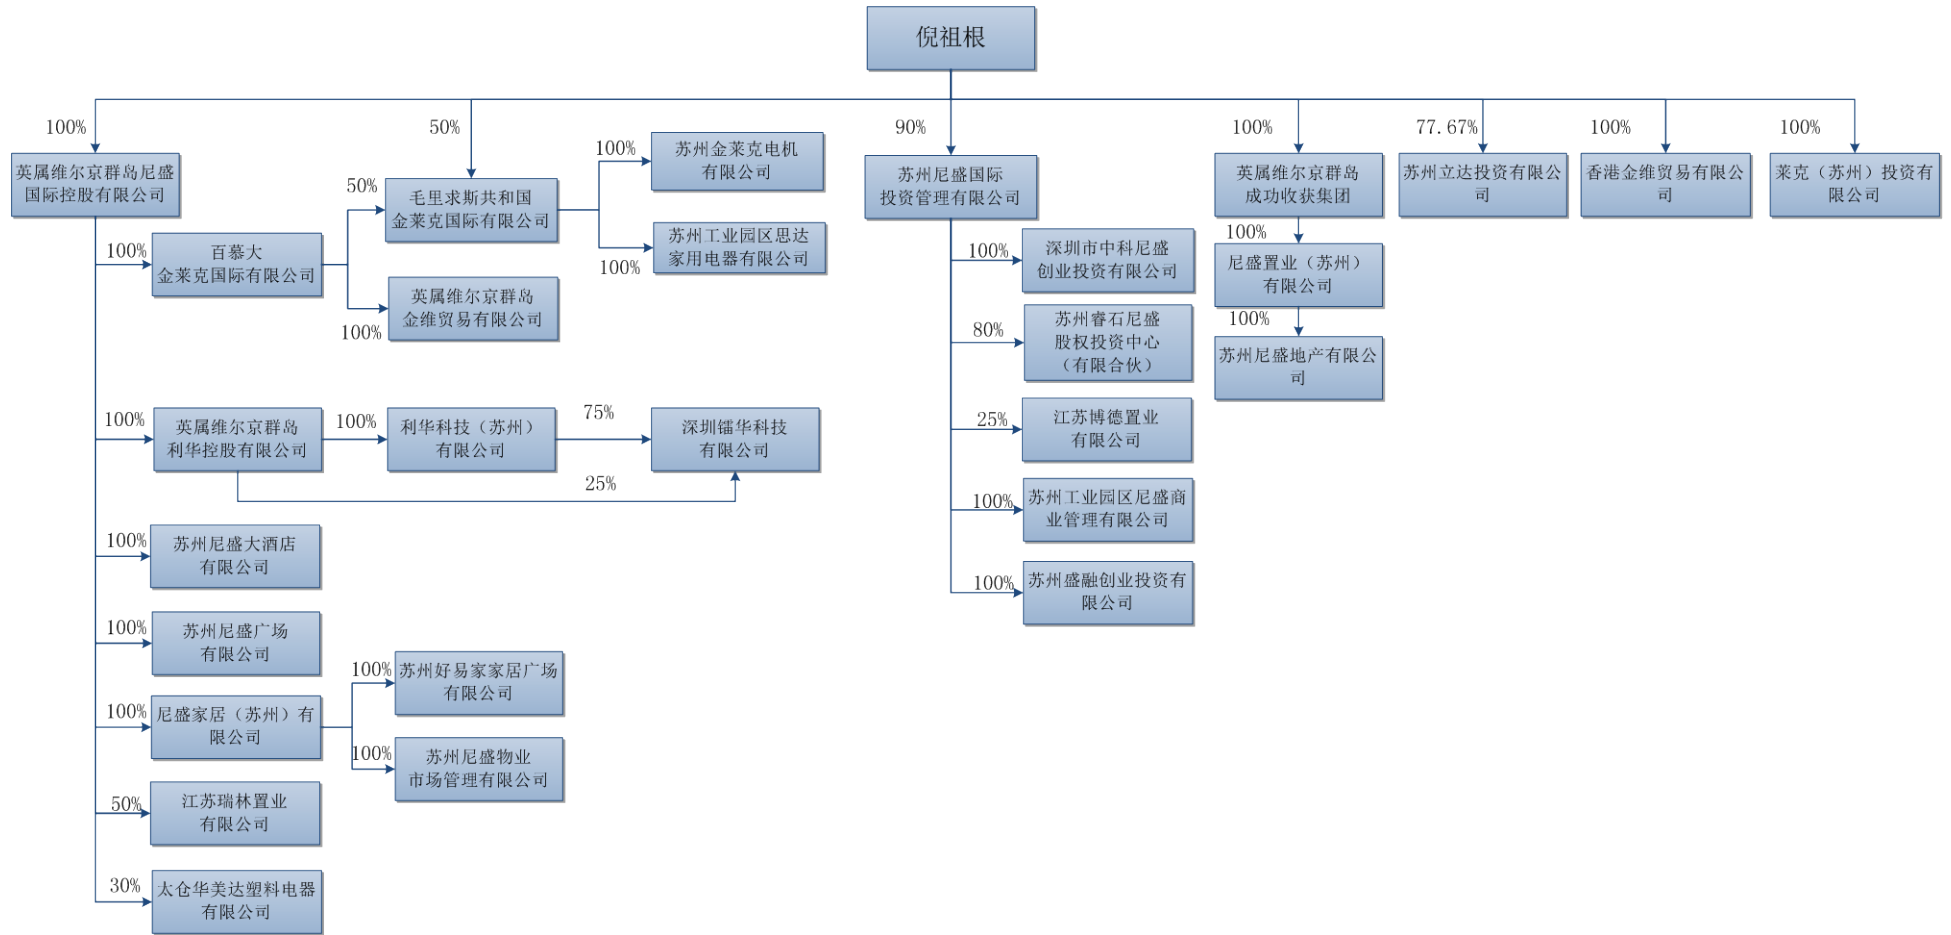 倪祖根
100%
50%
90%
100%
77.67%
100%
100%
英属维尔京群岛尼盛
国际控股有限公司
100%
百慕大
金莱克国际有限公司
50%
毛里求斯共和国
金莱克国际有限公司
100%
苏州金莱克电机
有限公司
100%
苏州工业园区思达
家用电器有限公司
100%
英属维尔京群岛
金维贸易有限公司
100%
英属维尔京群岛
利华控股有限公司
100%
利华科技（苏州）
有限公司
75%
深圳镭华科技
有限公司
25%
100%
苏州尼盛大酒店
有限公司
100%
苏州尼盛广场
有限公司
100%
尼盛家居（苏州）有
限公司
100%
苏州好易家家居广场
有限公司
100%
苏州尼盛物业
市场管理有限公司
50%
江苏瑞林置业
有限公司
30%
太仓华美达塑料电器
有限公司
苏州尼盛国际
投资管理有限公司
100%
深圳市中科尼盛
创业投资有限公司
80%
苏州睿石尼盛
股权投资中心
（有限合伙）
25%
江苏博德置业
有限公司
100%
苏州工业园区尼盛商
业管理有限公司
100%
苏州盛融创业投资有
限公司
英属维尔京群岛
成功收获集团
100%
尼盛置业（苏州）
有限公司
100%
苏州尼盛地产有限公
司
苏州立达投资有限公
司
香港金维贸易有限公
司
莱克（苏州）投资有
限公司